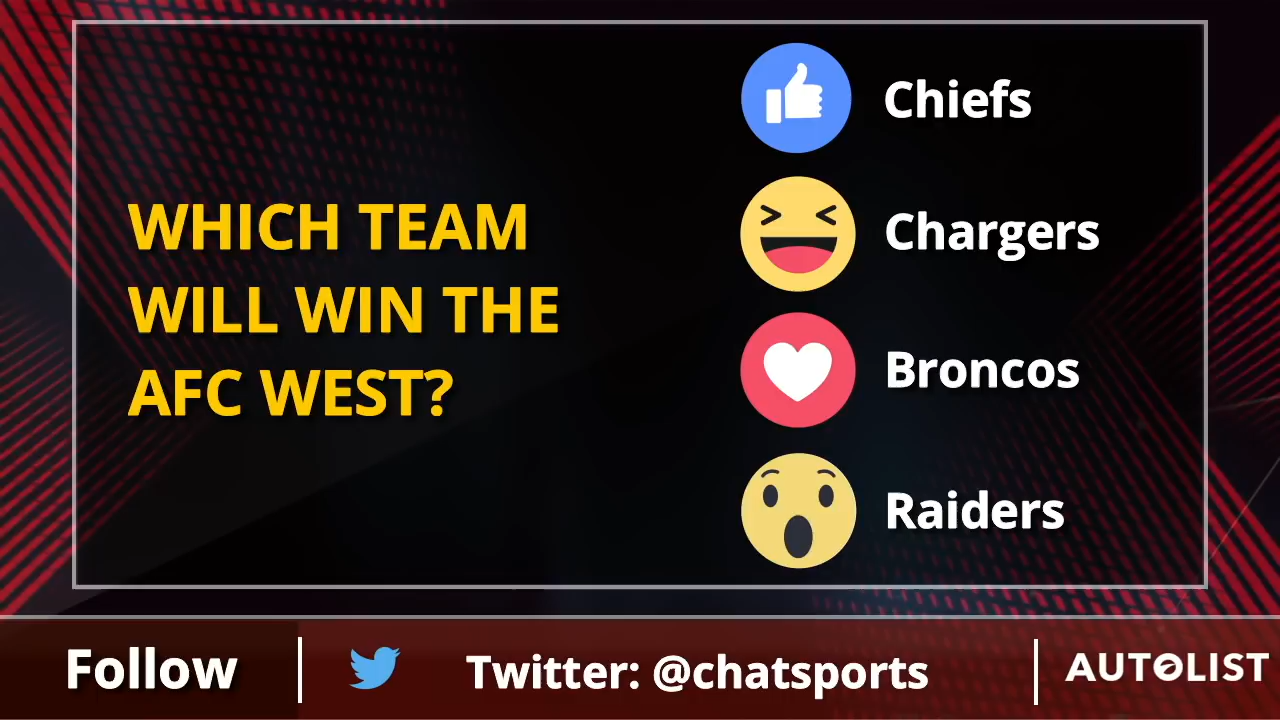 WHICH TEAM
WILL WIN THE
AFC WEST?
Chiefs
Chargers
Broncos
Raiders
Follow
Twitter: @chatsports
AUTOLIST